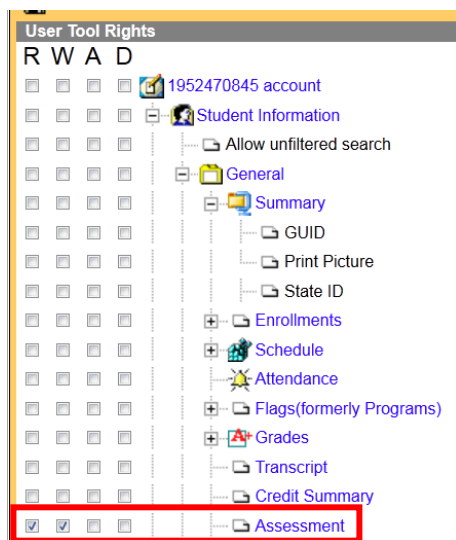 User Tool Rights
R W A D
1952470845 account
Student Information
Allow unfiltered search
General
Summary
GUID
Print Picture
State ID
Enrollments
Schedule
Attendance
Flags(formerly Programs)
A+ Grades
Transcript
Credit Summary
Assessment